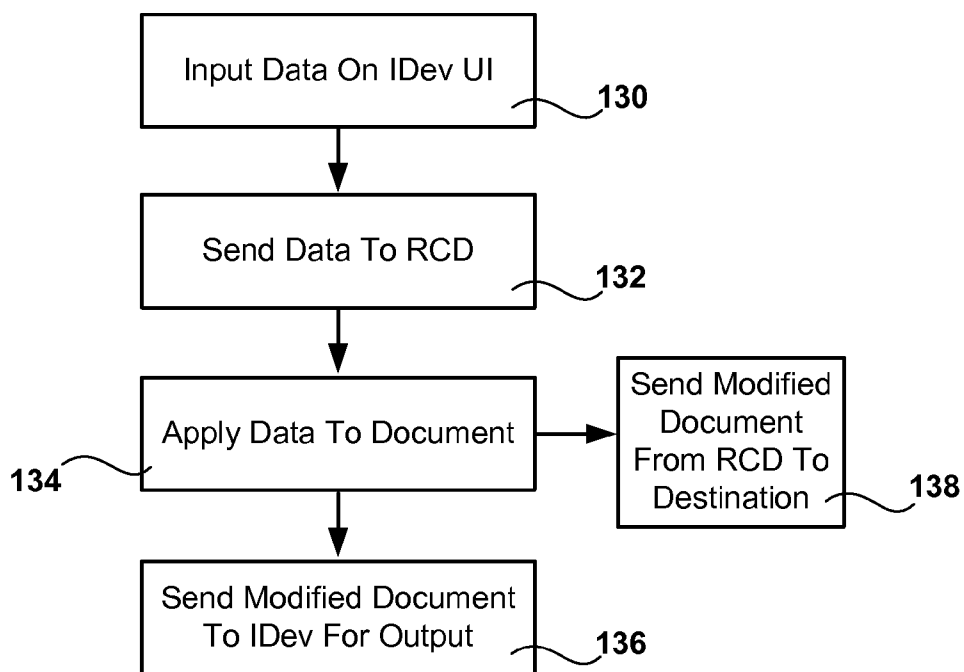 Input Data On IDev UI
130
Send Data To RCD
132
Apply Data To Document
134
Send Modified
Document
From RCD To
Destination
138
Send Modified Document
To IDev For Output
136